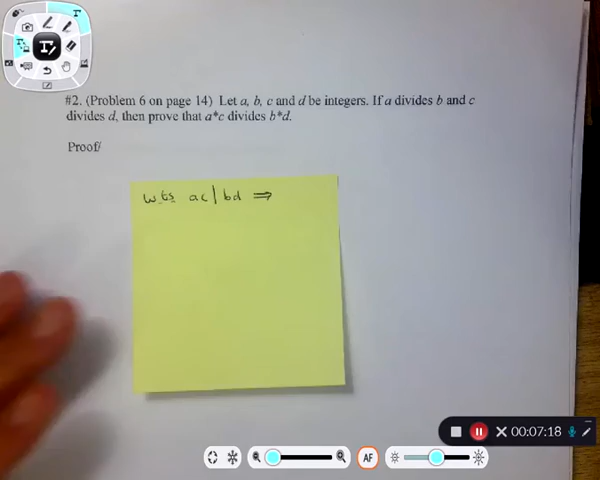 #2. (Problem 6 on page 14) Let a, b, c and d be integers. If a divides b and c
divides d, then prove that a*c divides b*d.
Proof/
wts ac | bd ⇒
AF
00:07:18